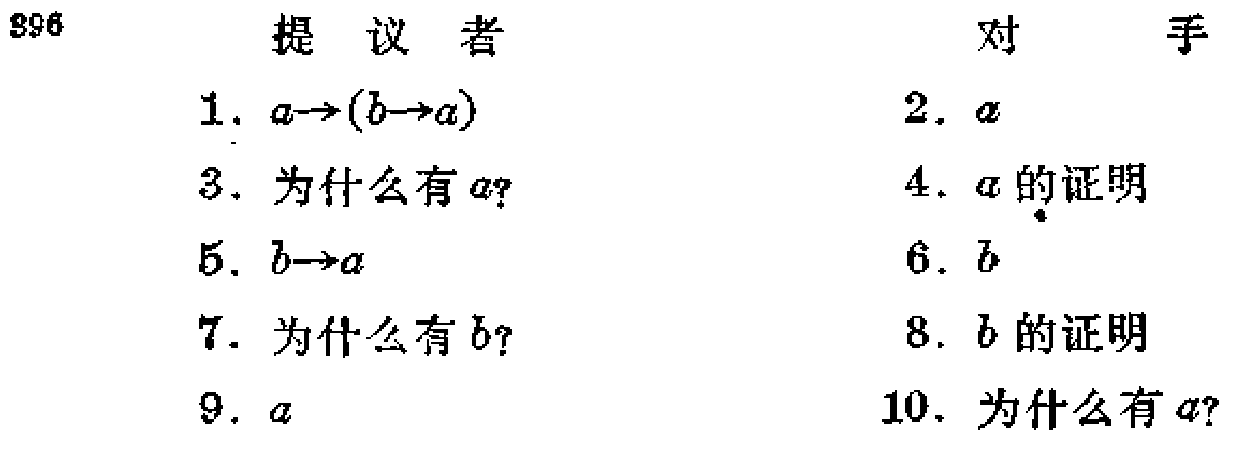 396 提议者 对手
1. a→(b→a) 2. a
3. 为什么有 a? 4. a 的证明
5. b→a 6. b
7. 为什么有 b? 8. b 的证明
9. a 10. 为什么有 a?